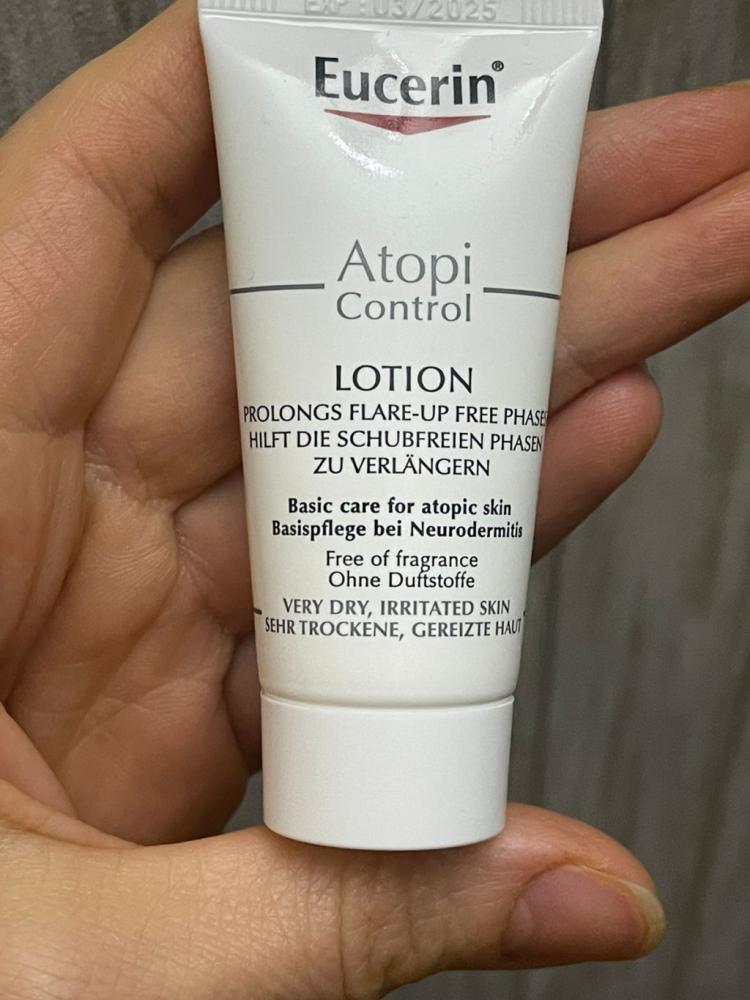 EXP : 03/2025
Eucerin®
Atopi
Control
LOTION
PROLONGS FLARE-UP FREE PHASE
HILFT DIE SCHUBFREIEN PHASEN
ZU VERLÄNGERN
Basic care for atopic skin
Basispflege bei Neurodermitis
Free of fragrance
Ohne Duftstoffe
VERY DRY, IRRITATED SKIN
SEHR TROCKENE, GEREIZTE HAUT